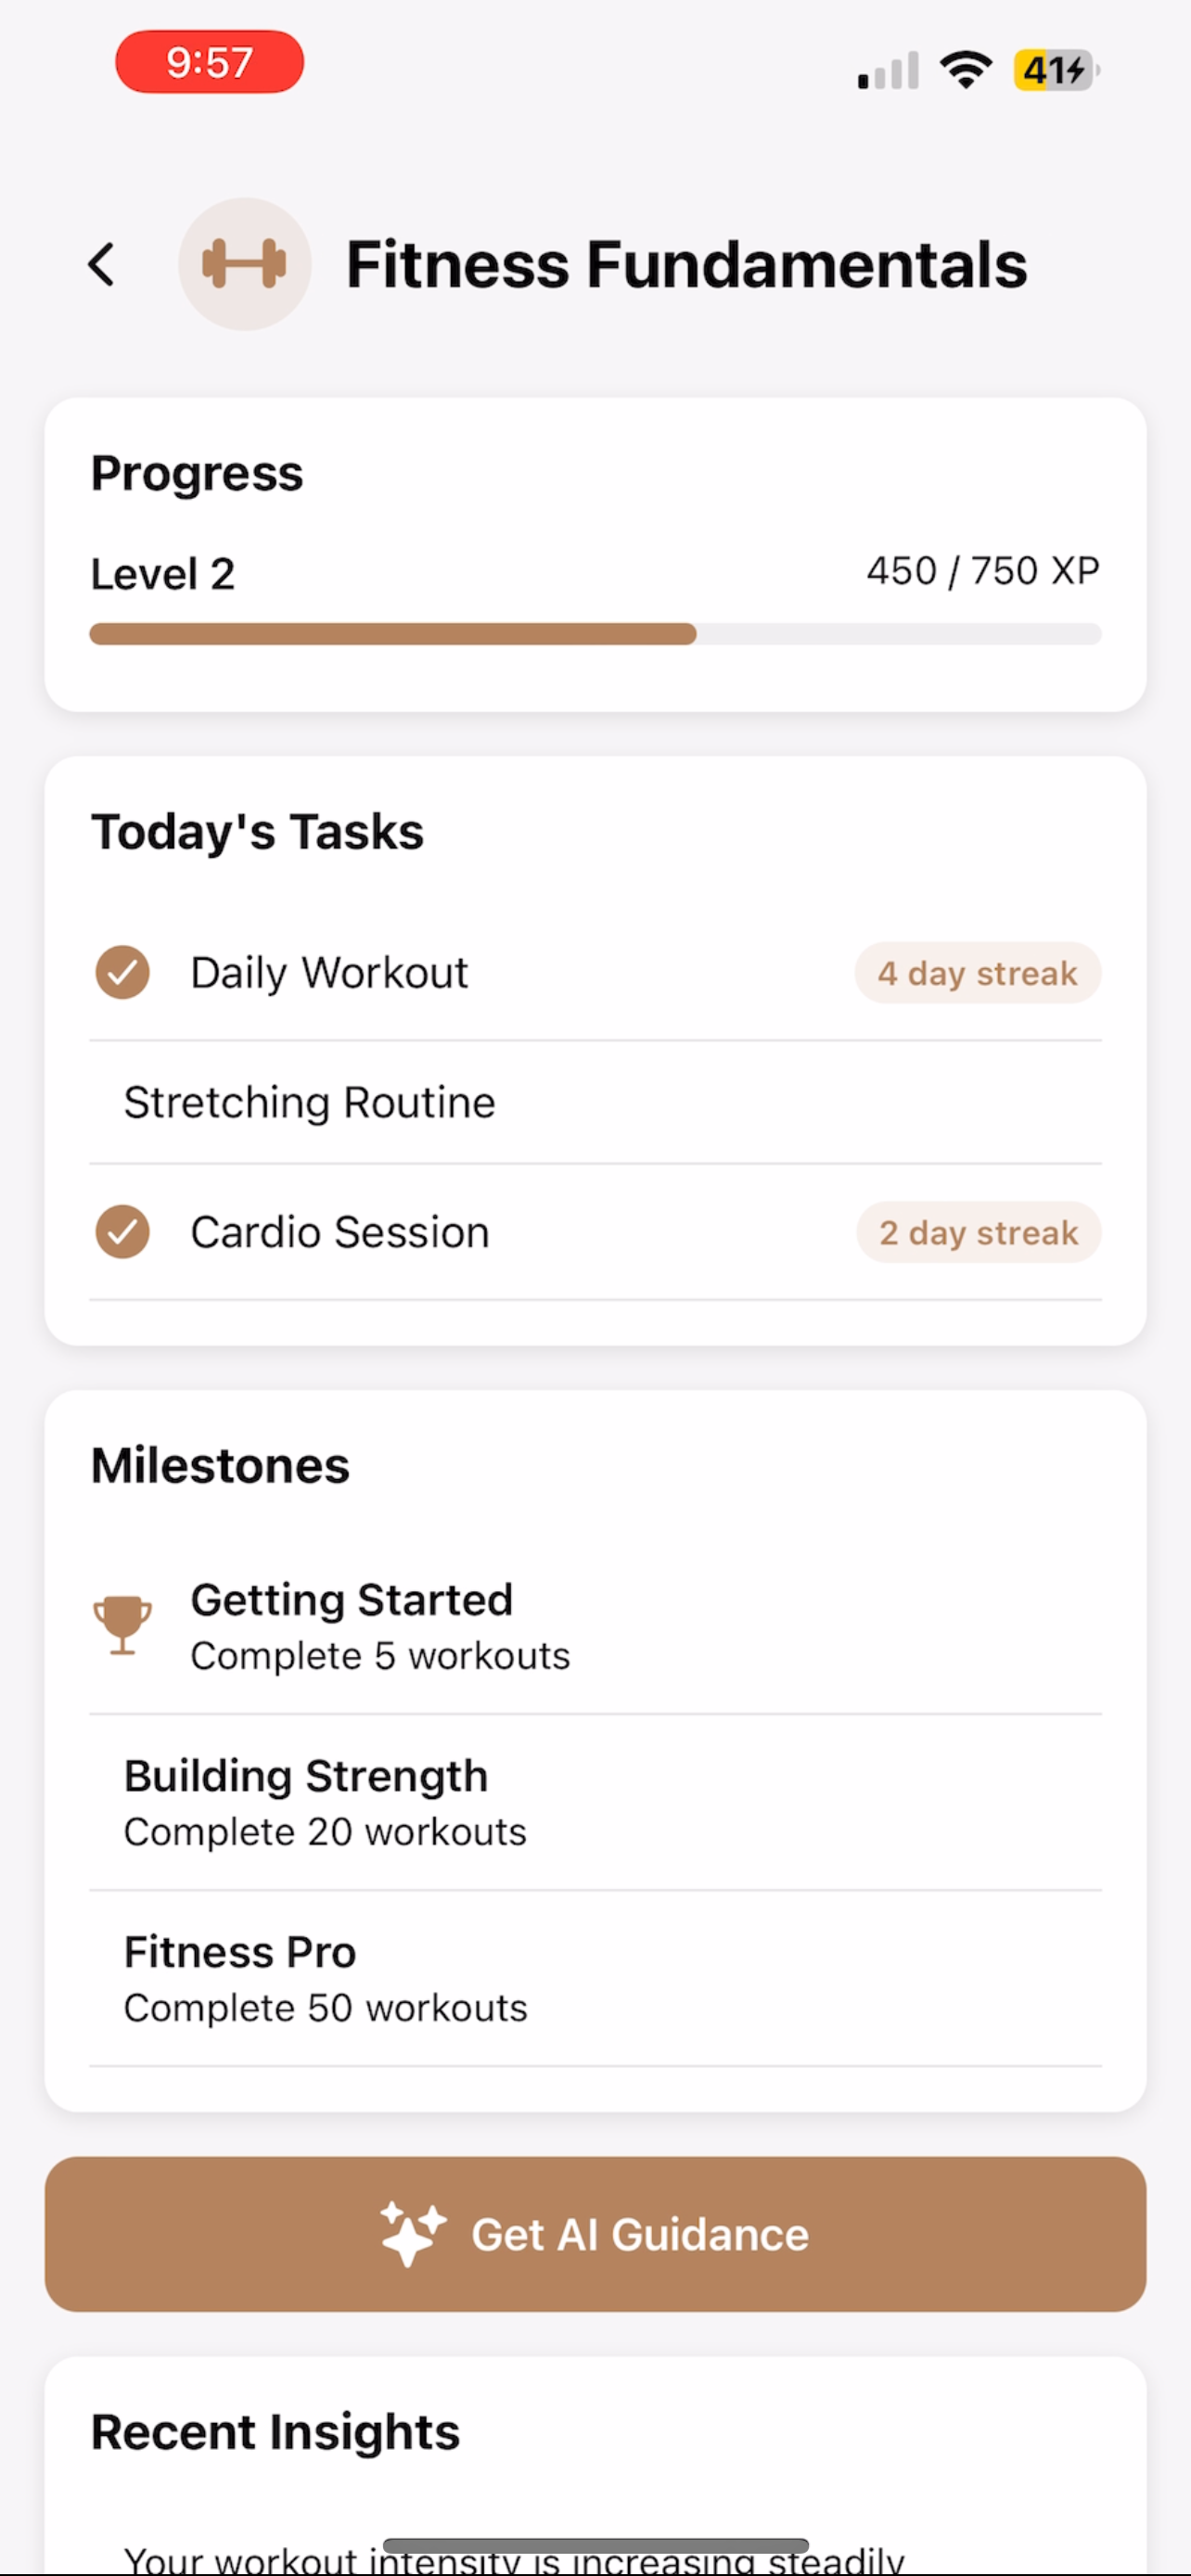 9:57
41
Fitness Fundamentals
Progress
Level 2
450 / 750 XP
Today's Tasks
Daily Workout
4 day streak
Stretching Routine
Cardio Session
2 day streak
Milestones
Getting Started
Complete 5 workouts
Building Strength
Complete 20 workouts
Fitness Pro
Complete 50 workouts
Get AI Guidance
Recent Insights
Your workout intensity is increasing steadily